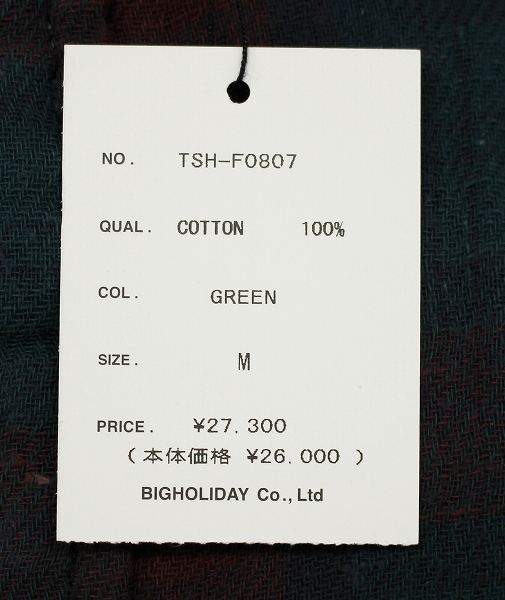 NO. TSH-F0807
QUAL. COTTON 100%
COL. GREEN
SIZE. M
PRICE. ¥27,300
(本体価格 ¥26,000 )
BIGHOLIDAY Co., Ltd